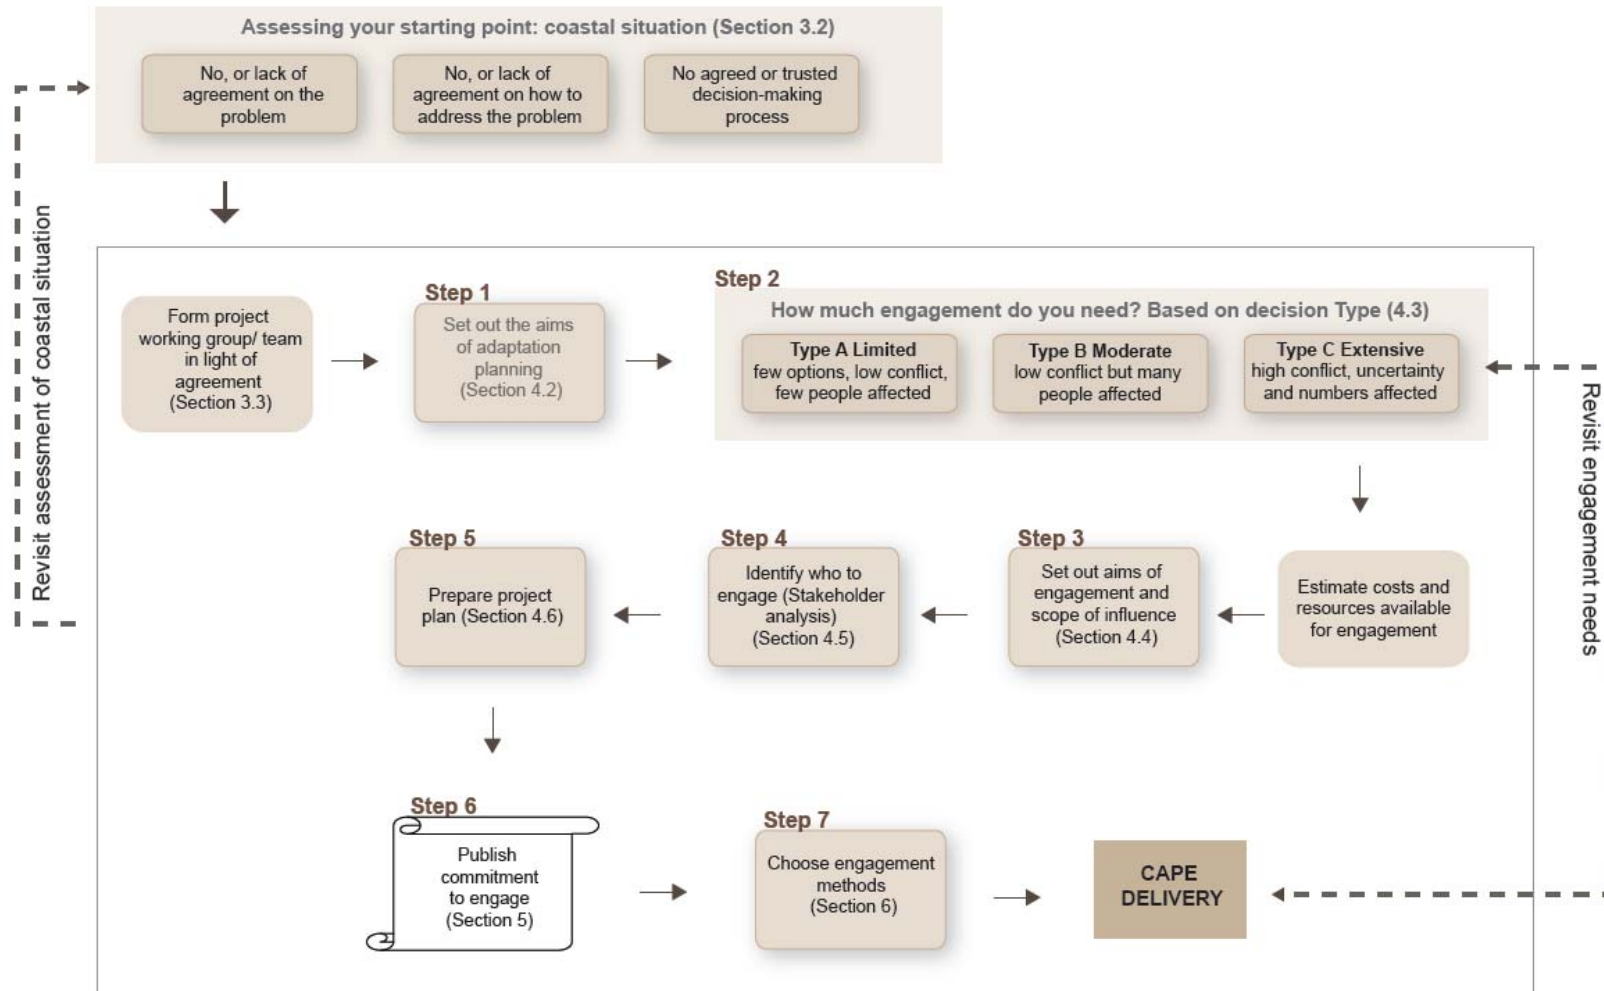 Assessing your starting point: coastal situation (Section 3.2)
No, or lack of
agreement on the
problem
No, or lack of
agreement on how to
address the problem
No agreed or trusted
decision-making
process
Revisit assessment of coastal situation
Form project
working group/ team
in light of
agreement
(Section 3.3)
Step 1
Set out the aims
of adaptation
planning
(Section 4.2)
Step 2
How much engagement do you need? Based on decision Type (4.3)
Type A Limited
few options, low conflict,
few people affected
Type B Moderate
low conflict but many
people affected
Type C Extensive
high conflict, uncertainty
and numbers affected
Revisit engagement needs
Step 5
Prepare project
plan (Section 4.6)
Step 4
Identify who to
engage (Stakeholder
analysis)
(Section 4.5)
Step 3
Set out aims of
engagement and
scope of influence
(Section 4.4)
Estimate costs and
resources available
for engagement
Step 6
Publish
commitment
to engage
(Section 5)
Step 7
Choose engagement
methods
(Section 6)
CAPE
DELIVERY